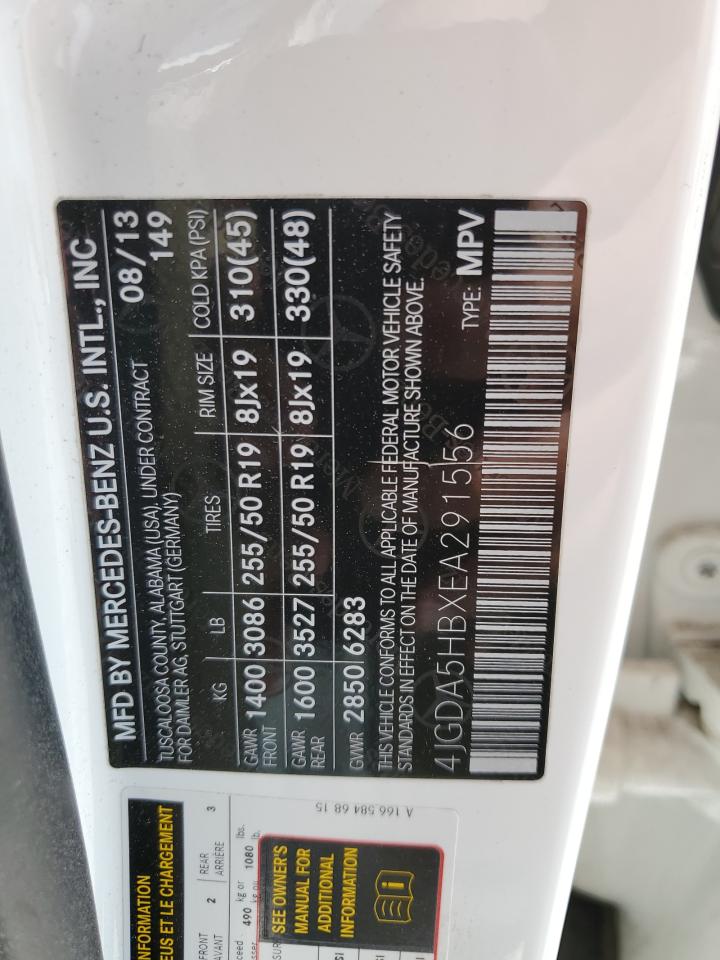 MFD BY MERCEDES-BENZ U.S. INTL., INC
TUSCALOOSA COUNTY, ALABAMA (USA), UNDER CONTRACT 08/13
FOR DAIMLER AG, STUTTGART (GERMANY) 149
KG LB TIRES RIM SIZE COLD KPA (PSI)
GAWR FRONT 1400 3086 255/50 R19 8Jx19 310(45)
GAWR REAR 1600 3527 255/50 R19 8Jx19 330(48)
GVWR 2850 6283
THIS VEHICLE CONFORMS TO ALL APPLICABLE FEDERAL MOTOR VEHICLE SAFETY
STANDARDS IN EFFECT ON THE DATE OF MANUFACTURE SHOWN ABOVE.
4JGDA5HBXEA291556 TYPE: MPV
A 166 584 68 15
INFORMATION
EUS ET LE CHARGEMENT
FRONT 2 REAR 3
AVANT ARRIÈRE
490 kg or 1080 lbs.
kg ou lb.
SEE OWNER'S
MANUAL FOR
ADDITIONAL
INFORMATION